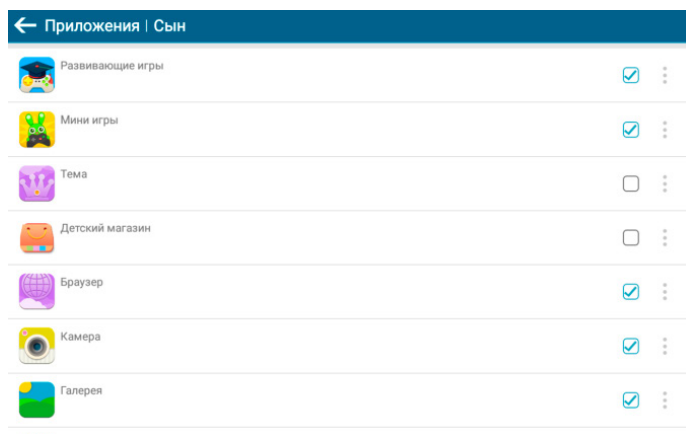 Приложения | Сын
Развивающие игры
Мини игры
Тема
Детский магазин
Браузер
Камера
Галерея